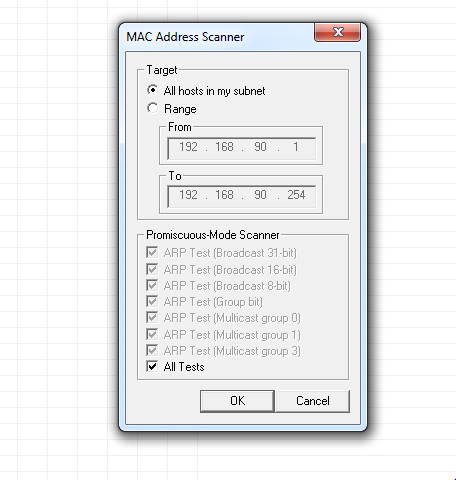 MAC Address Scanner
Target
All hosts in my subnet
Range
From
192 . 168 . 90 . 1
To
192 . 168 . 90 . 254
Promiscuous-Mode Scanner
ARP Test (Broadcast 31-bit)
ARP Test (Broadcast 16-bit)
ARP Test (Broadcast 8-bit)
ARP Test (Group bit)
ARP Test (Multicast group 0)
ARP Test (Multicast group 1)
ARP Test (Multicast group 3)
All Tests
OK Cancel